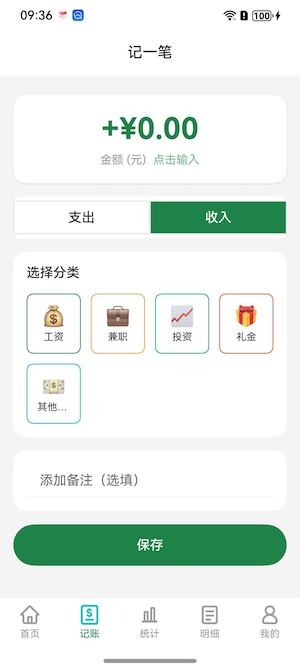 09:36
100
记一笔
+¥0.00
金额 (元) 点击输入
支出 收入
选择分类
工资 兼职 投资 礼金
其他...
添加备注（选填）
保存
首页 记账 统计 明细 我的